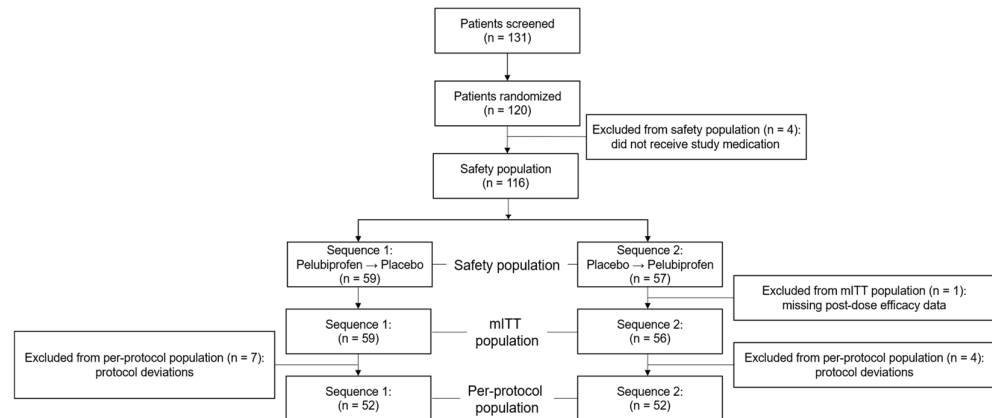 Patients screened
(n = 131)
Patients randomized
(n = 120)
Excluded from safety population (n = 4):
did not receive study medication
Safety population
(n = 116)
Sequence 1:
Pelubiprofen → Placebo
(n = 59)
Safety population
Sequence 2:
Placebo → Pelubiprofen
(n = 57)
Excluded from mITT population (n = 1):
missing post-dose efficacy data
Sequence 1:
(n = 59)
mITT
population
Sequence 2:
(n = 56)
Excluded from per-protocol population (n = 7):
protocol deviations
Excluded from per-protocol population (n = 4):
protocol deviations
Sequence 1:
(n = 52)
Per-protocol
population
Sequence 2:
(n = 52)